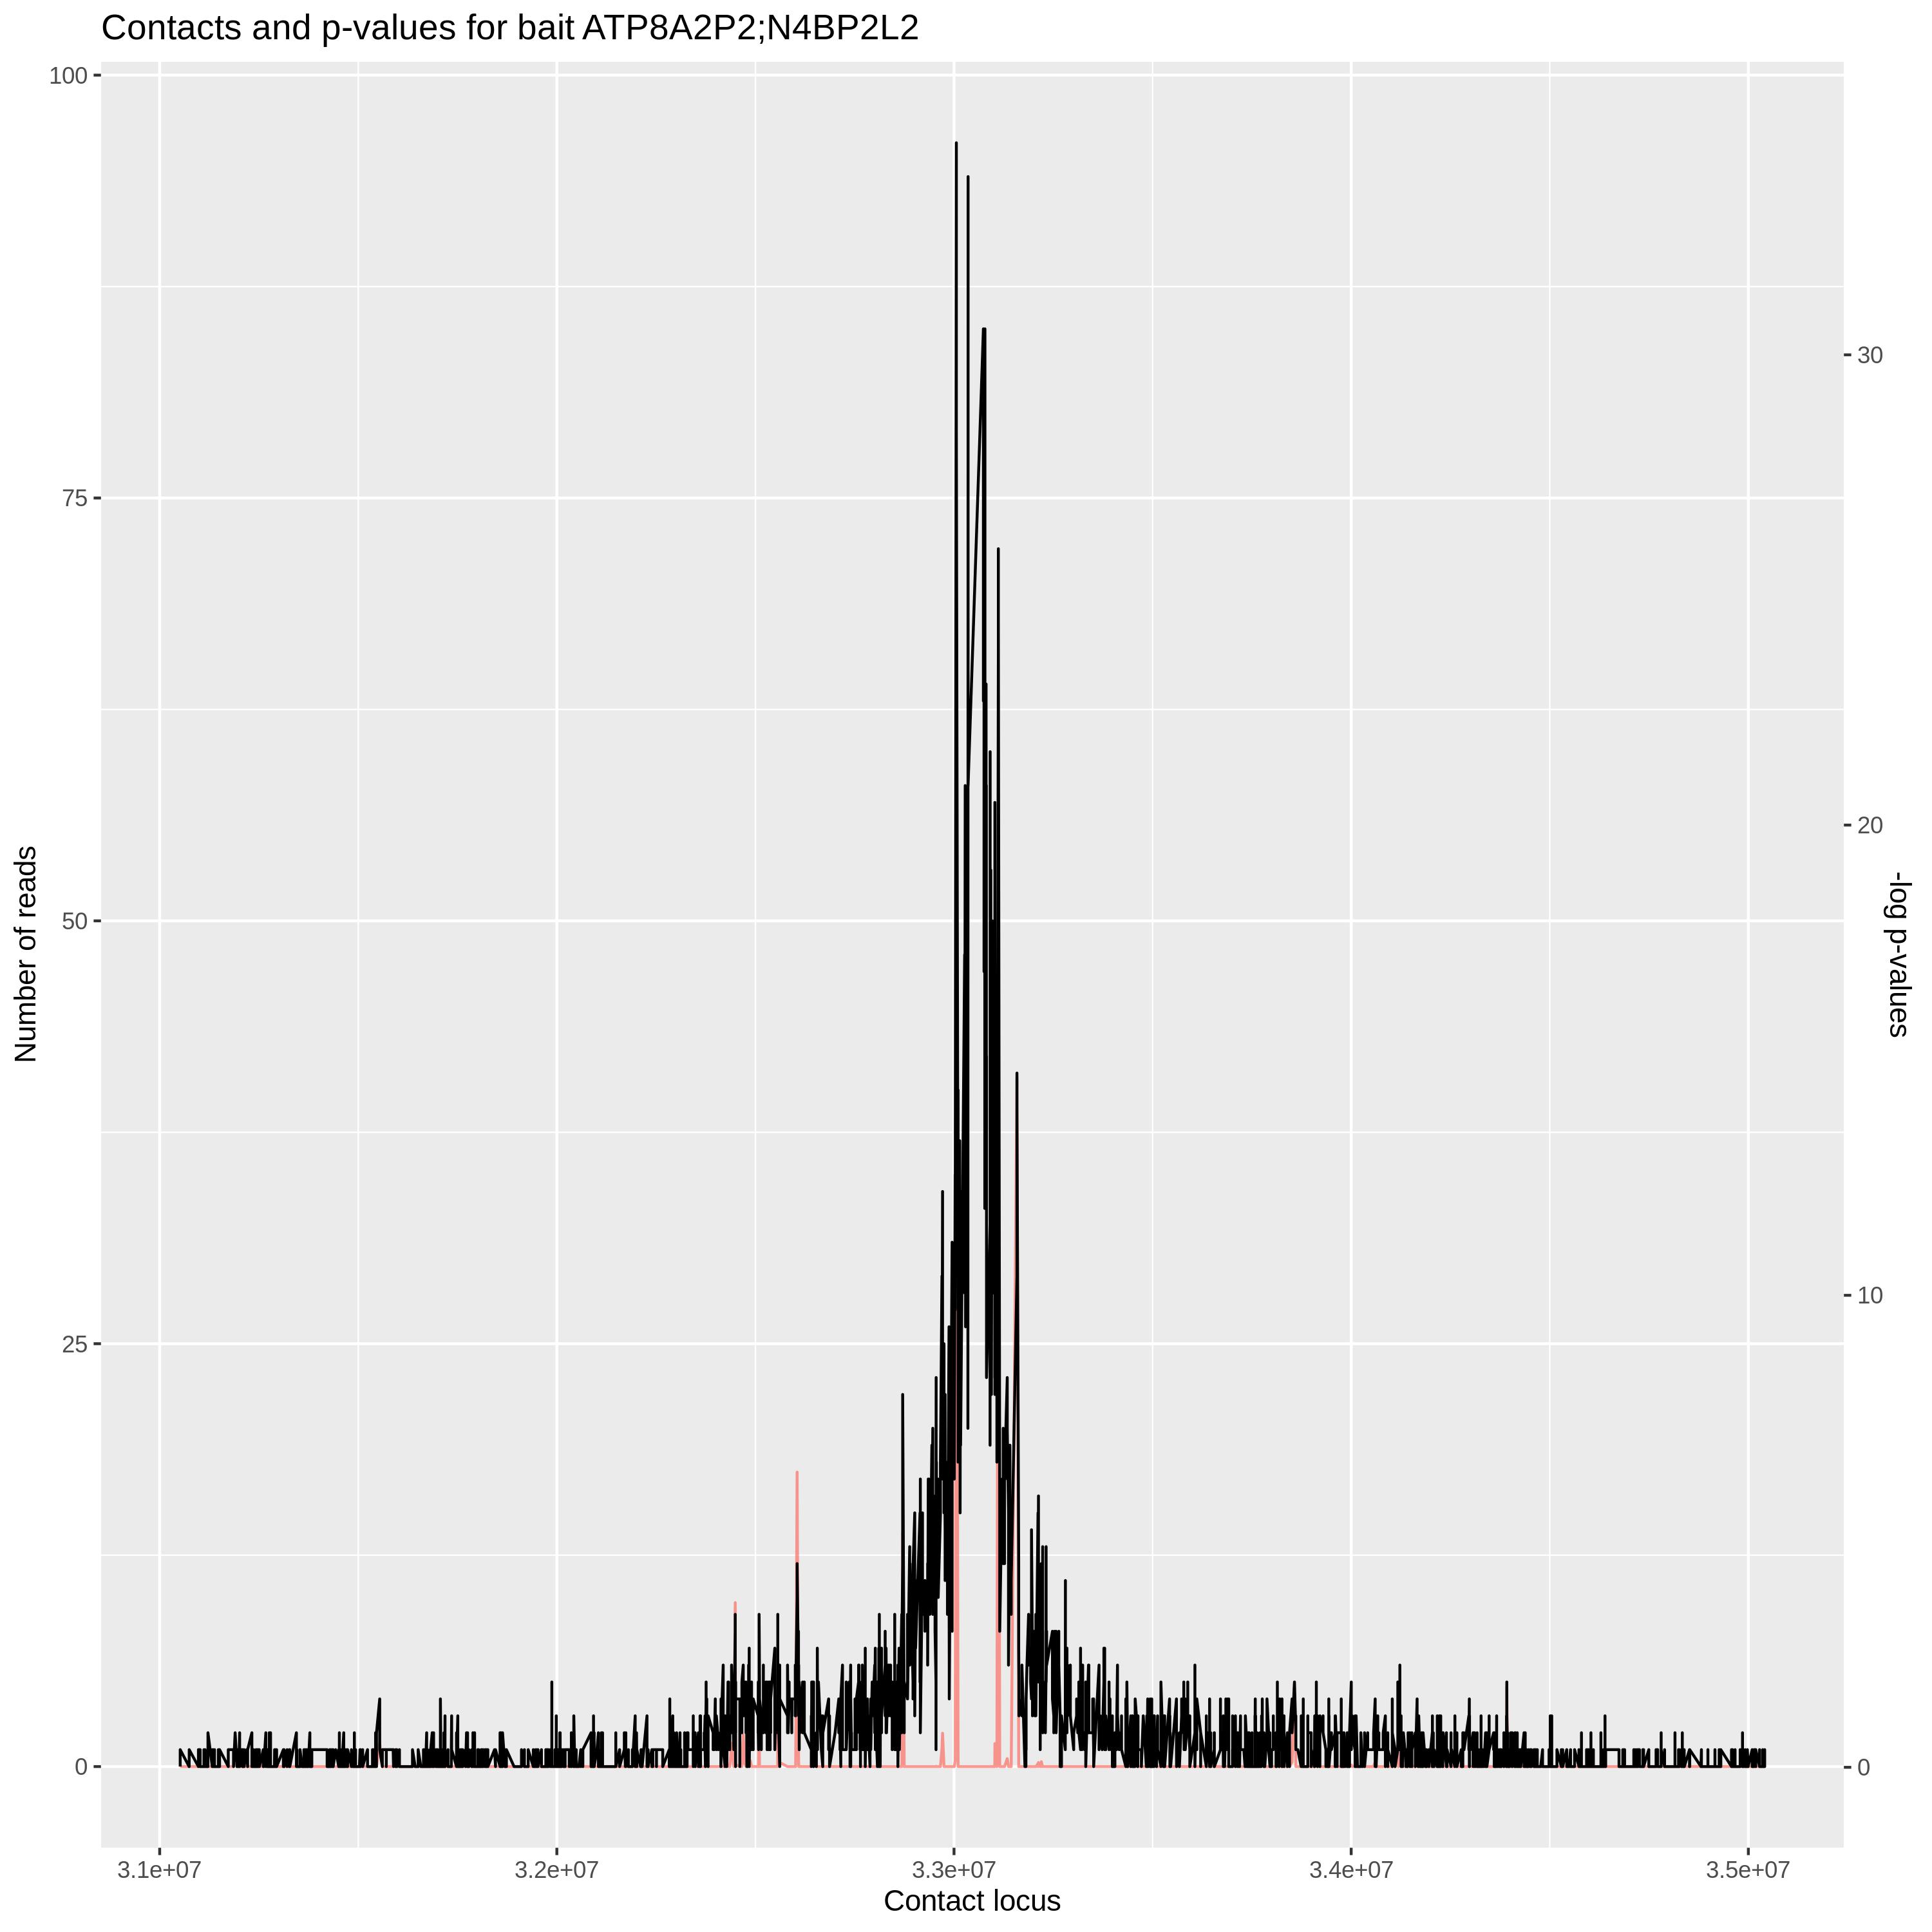 Contacts and p-values for bait ATP8A2P2;N4BP2L2
100
75
50
25
0
Number of reads
30
20
10
0
-log p-values
3.1e+07
3.2e+07
3.3e+07
3.4e+07
3.5e+07
Contact locus